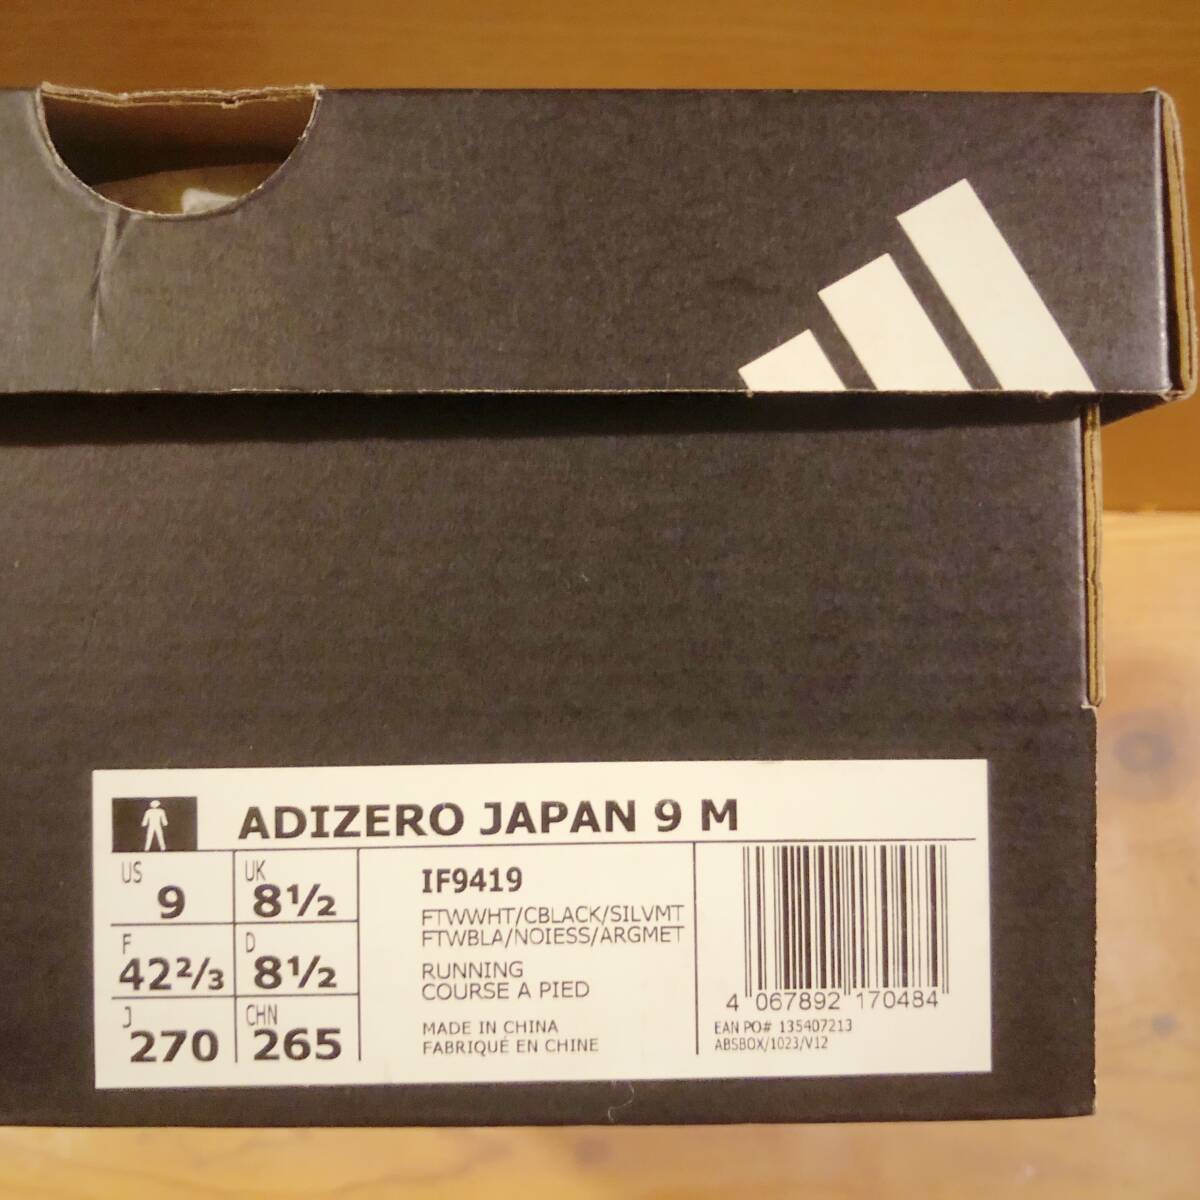 ADIZERO JAPAN 9 M
US 9
UK 8½
F 42⅔
D 8½
J 270
CHN 265
IF9419
FTWWHT/CBLACK/SILVMT
FTWBLA/NOIESS/ARGMET
RUNNING
COURSE A PIED
MADE IN CHINA
FABRIQUÉ EN CHINE
4 067892 170484
EAN PO# 135407213
ABSBOX/1023/V12